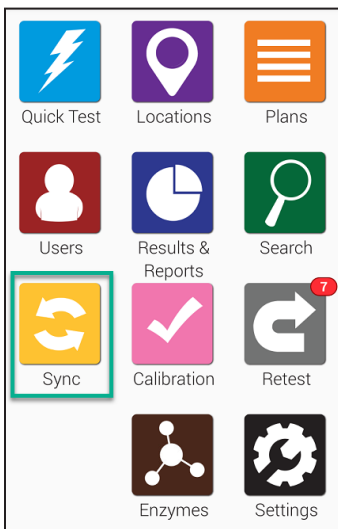 Quick Test
Locations
Plans
Users
Results &
Reports
Search
7
Sync
Calibration
Retest
Enzymes
Settings